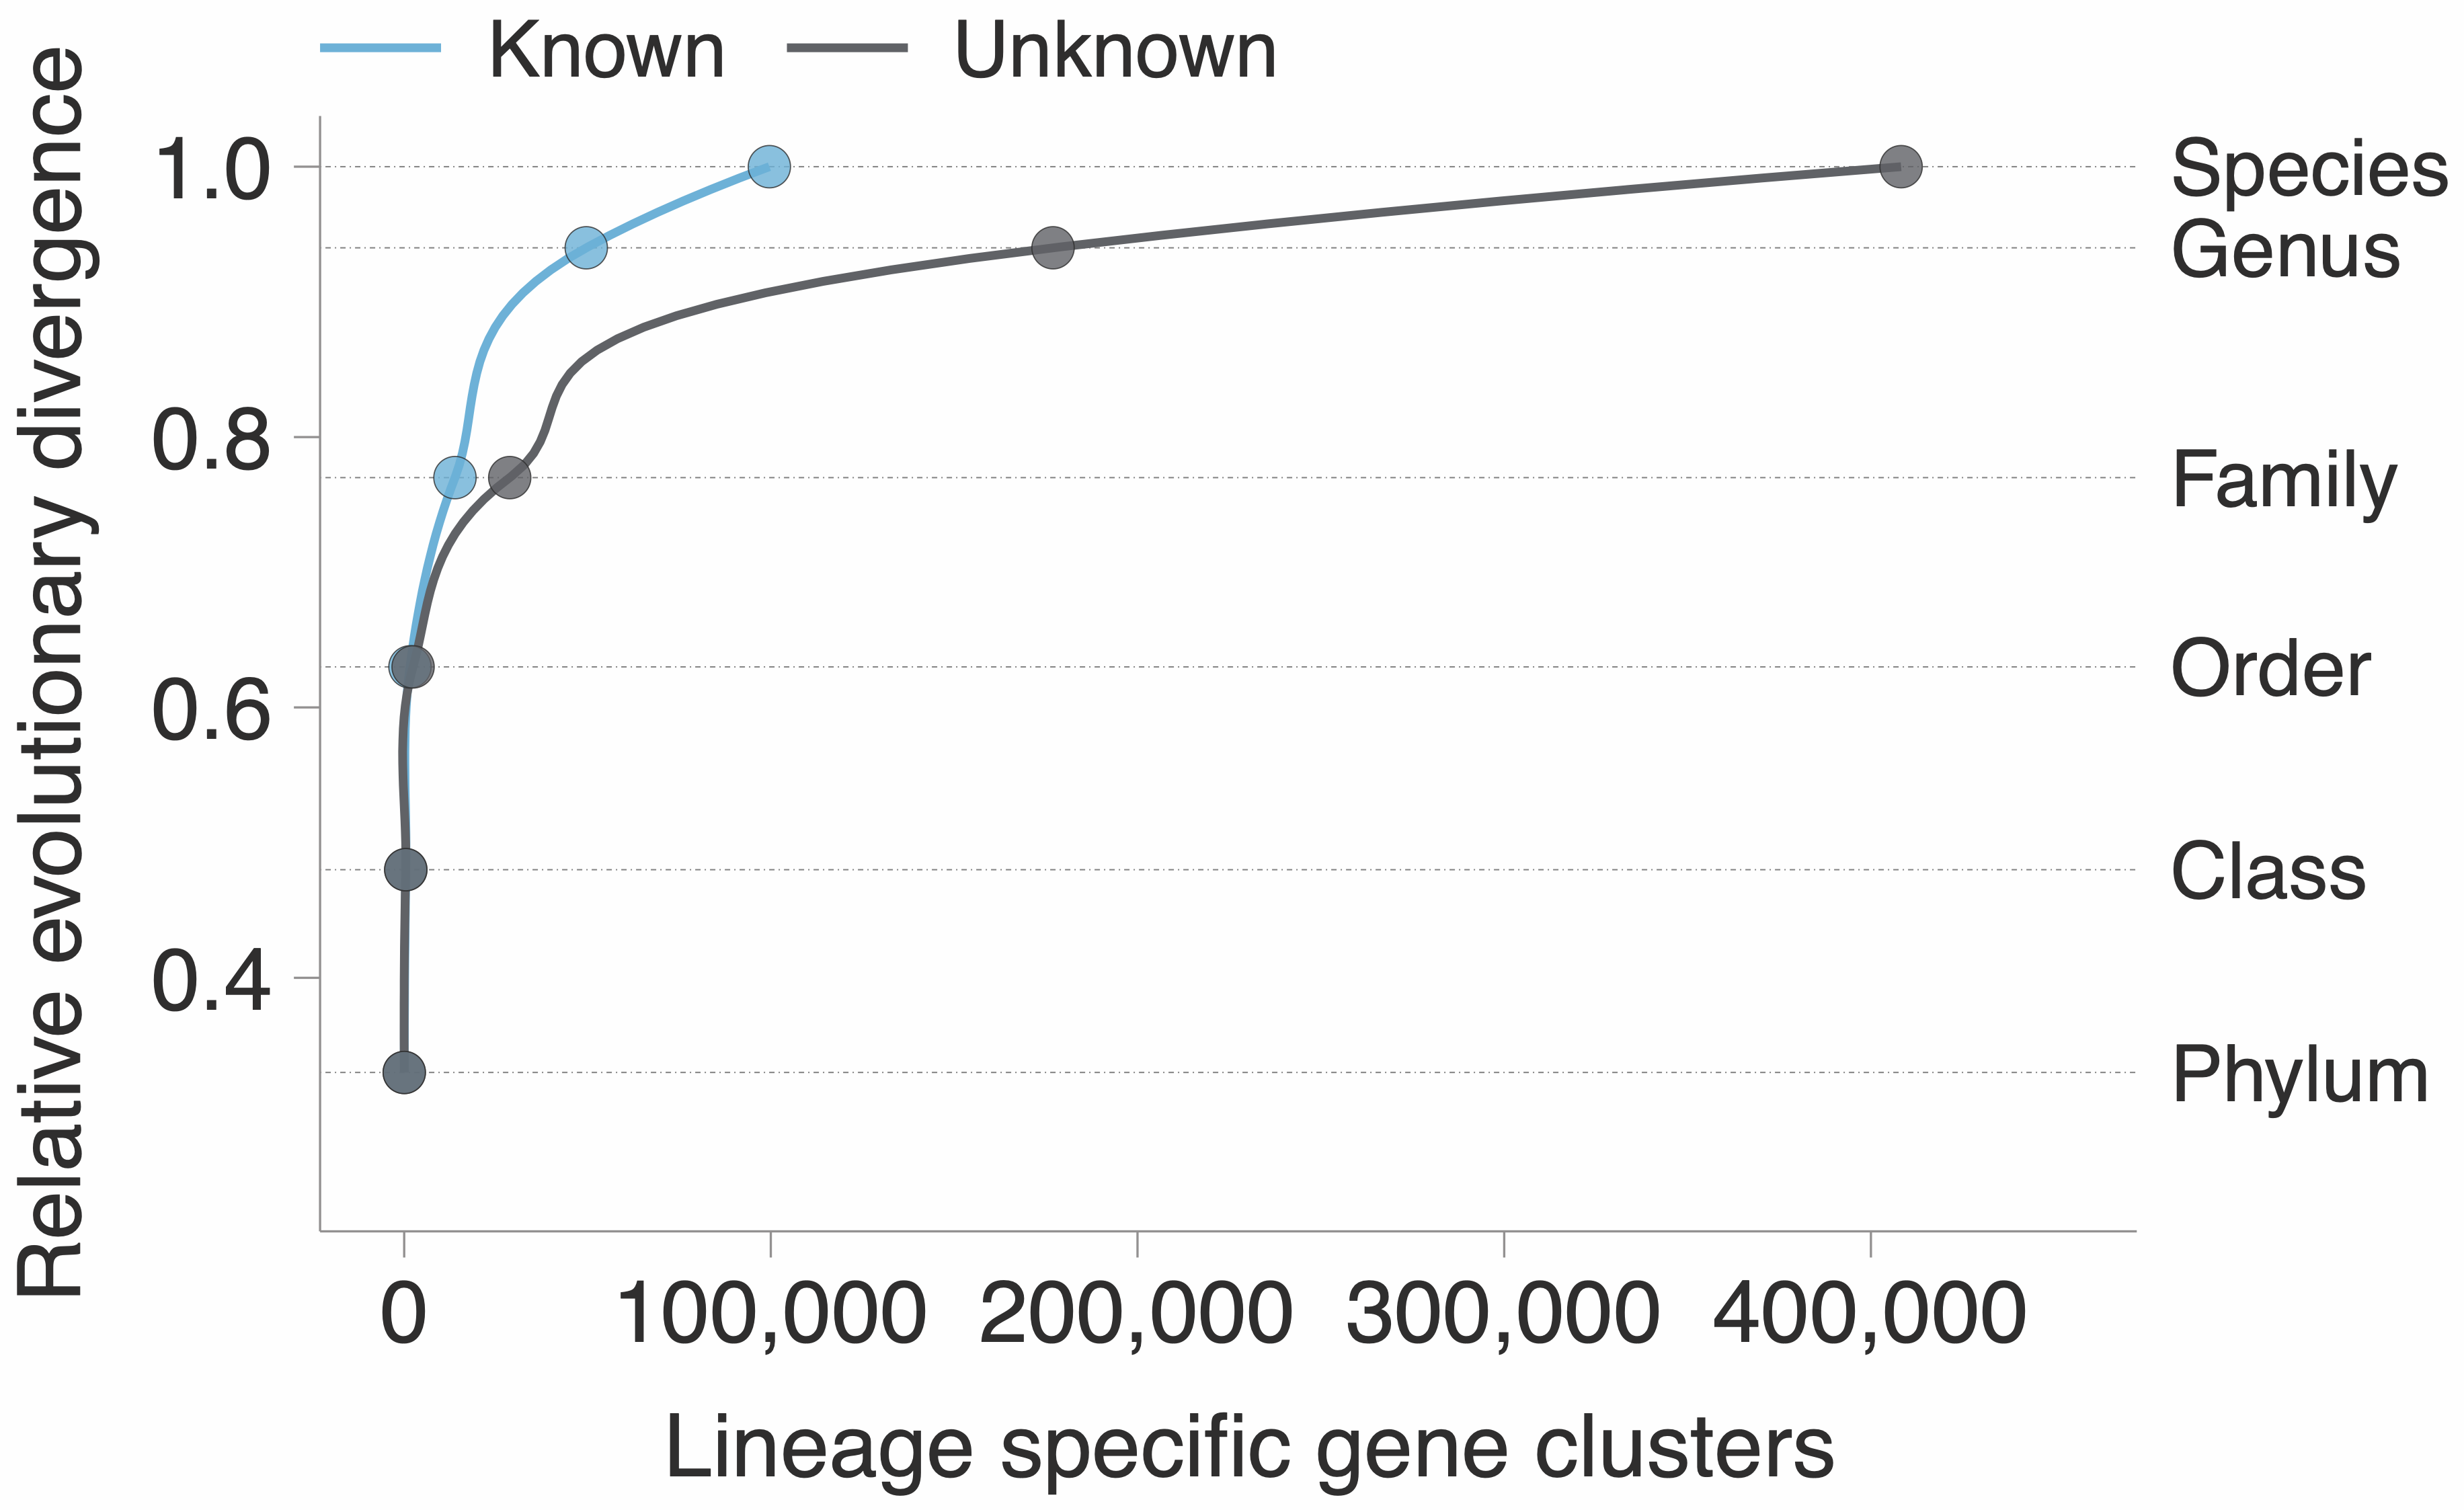 Known
Unknown
Relative evolutionary divergence
1.0
0.8
0.6
0.4
Species
Genus
Family
Order
Class
Phylum
0
100,000
200,000
300,000
400,000
Lineage specific gene clusters